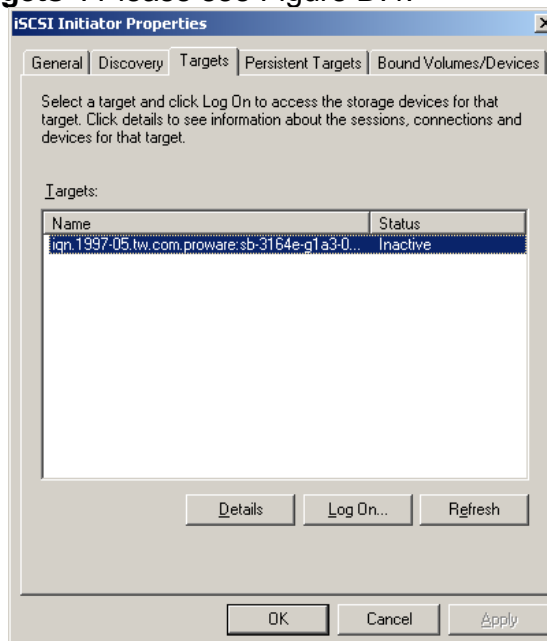 iSCSI Initiator Properties
General Discovery Targets Persistent Targets Bound Volumes/Devices
Select a target and click Log On to access the storage devices for that
target. Click details to see information about the sessions, connections and
devices for that target.
Targets:
Name Status
iqn.1997-05.tw.com.proware:sb-3164e-g1a3-0... Inactive
Details Log On... Refresh
OK Cancel Apply